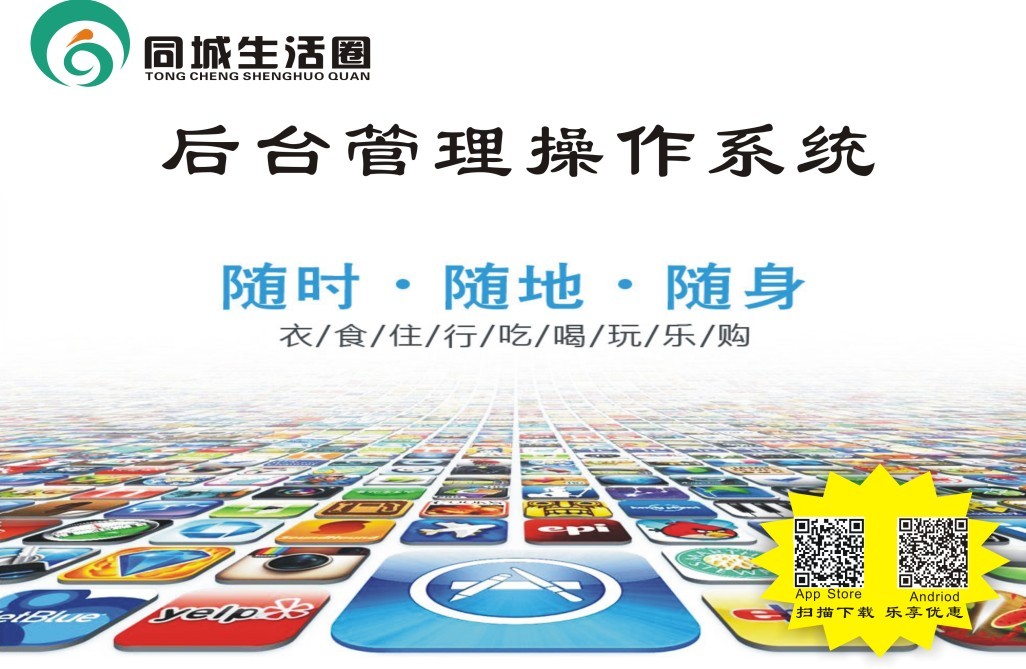 同城生活圈
TONG CHENG SHENGHUO QUAN
后台管理操作系统
随时·随地·随身
衣/食/住/行/吃/喝/玩/乐/购
epi
jetBlue
yelp
App Store
Andriod
扫描下载 乐享优惠